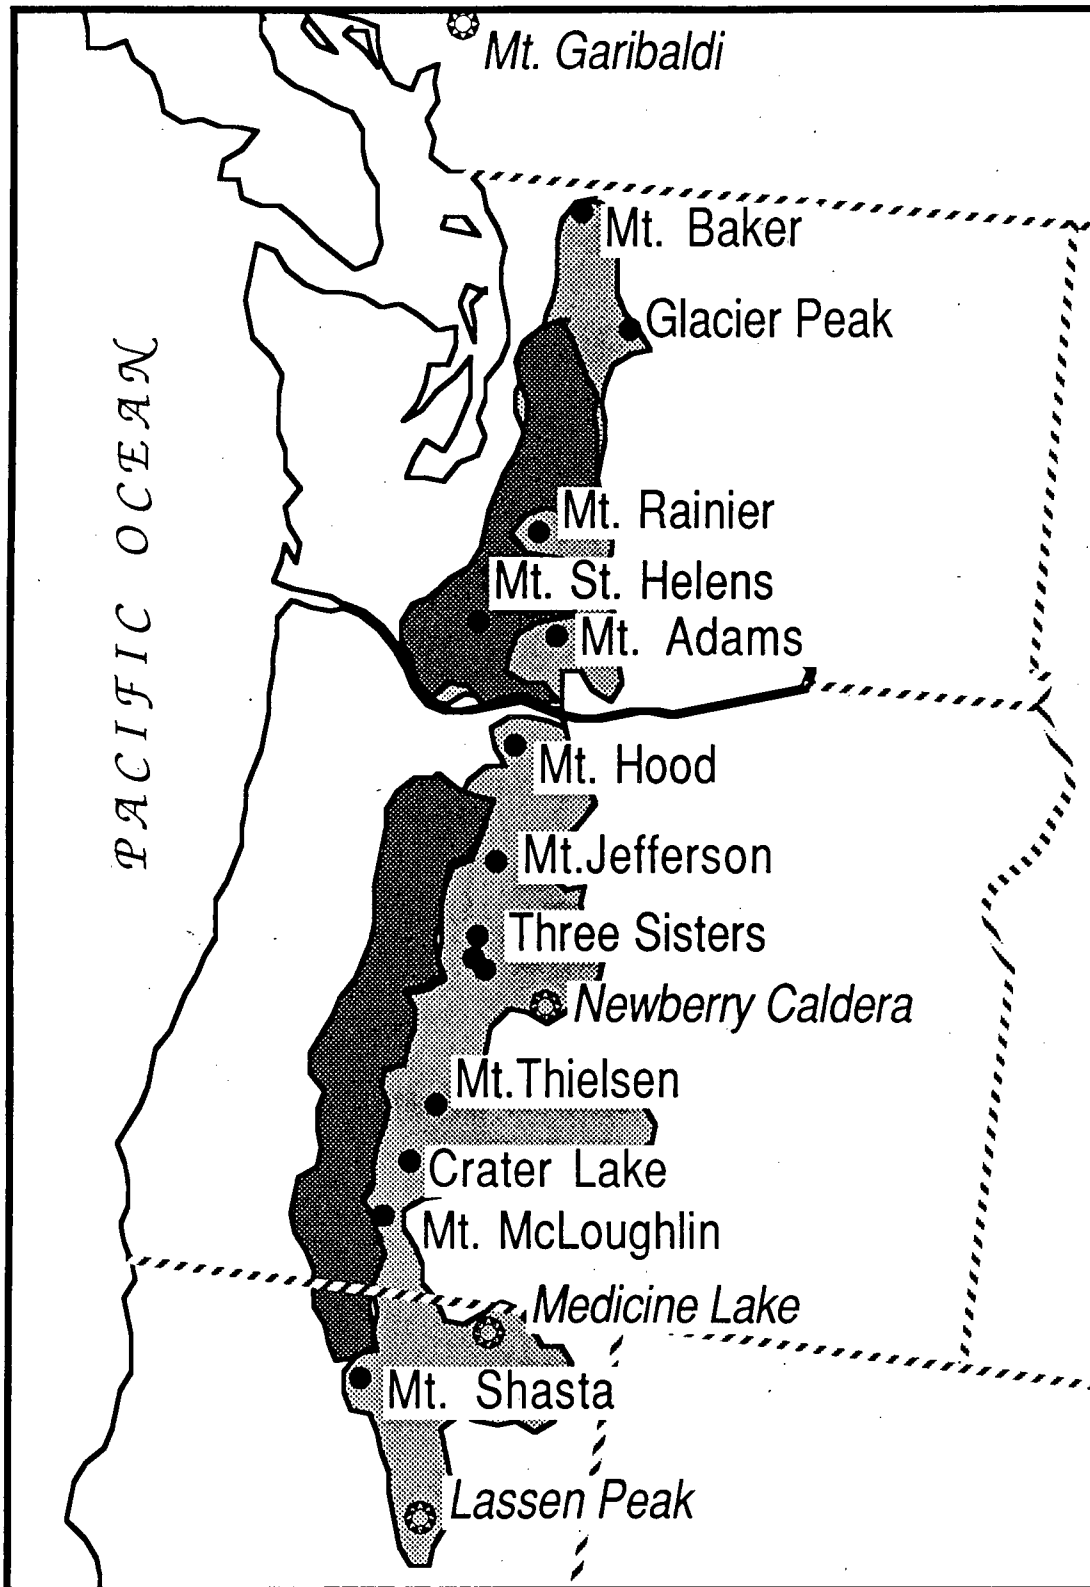 Mt. Garibaldi
Mt. Baker
Glacier Peak
PACIFIC OCEAN
Mt. Rainier
Mt. St. Helens
Mt. Adams
Mt. Hood
Mt.Jefferson
Three Sisters
Newberry Caldera
Mt.Thielsen
Crater Lake
Mt. McLoughlin
Medicine Lake
Mt. Shasta
Lassen Peak